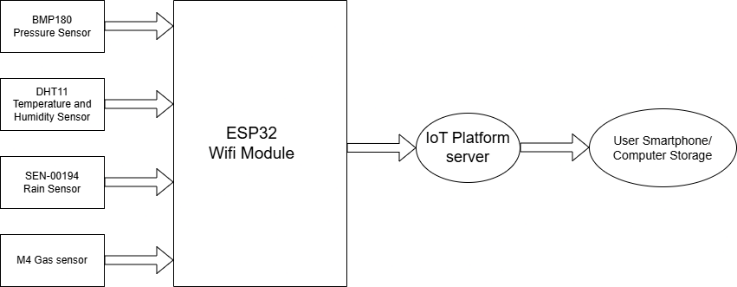 BMP180
Pressure Sensor
DHT11
Temperature and
Humidity Sensor
SEN-00194
Rain Sensor
M4 Gas sensor
ESP32
Wifi Module
IoT Platform
server
User Smartphone/
Computer Storage